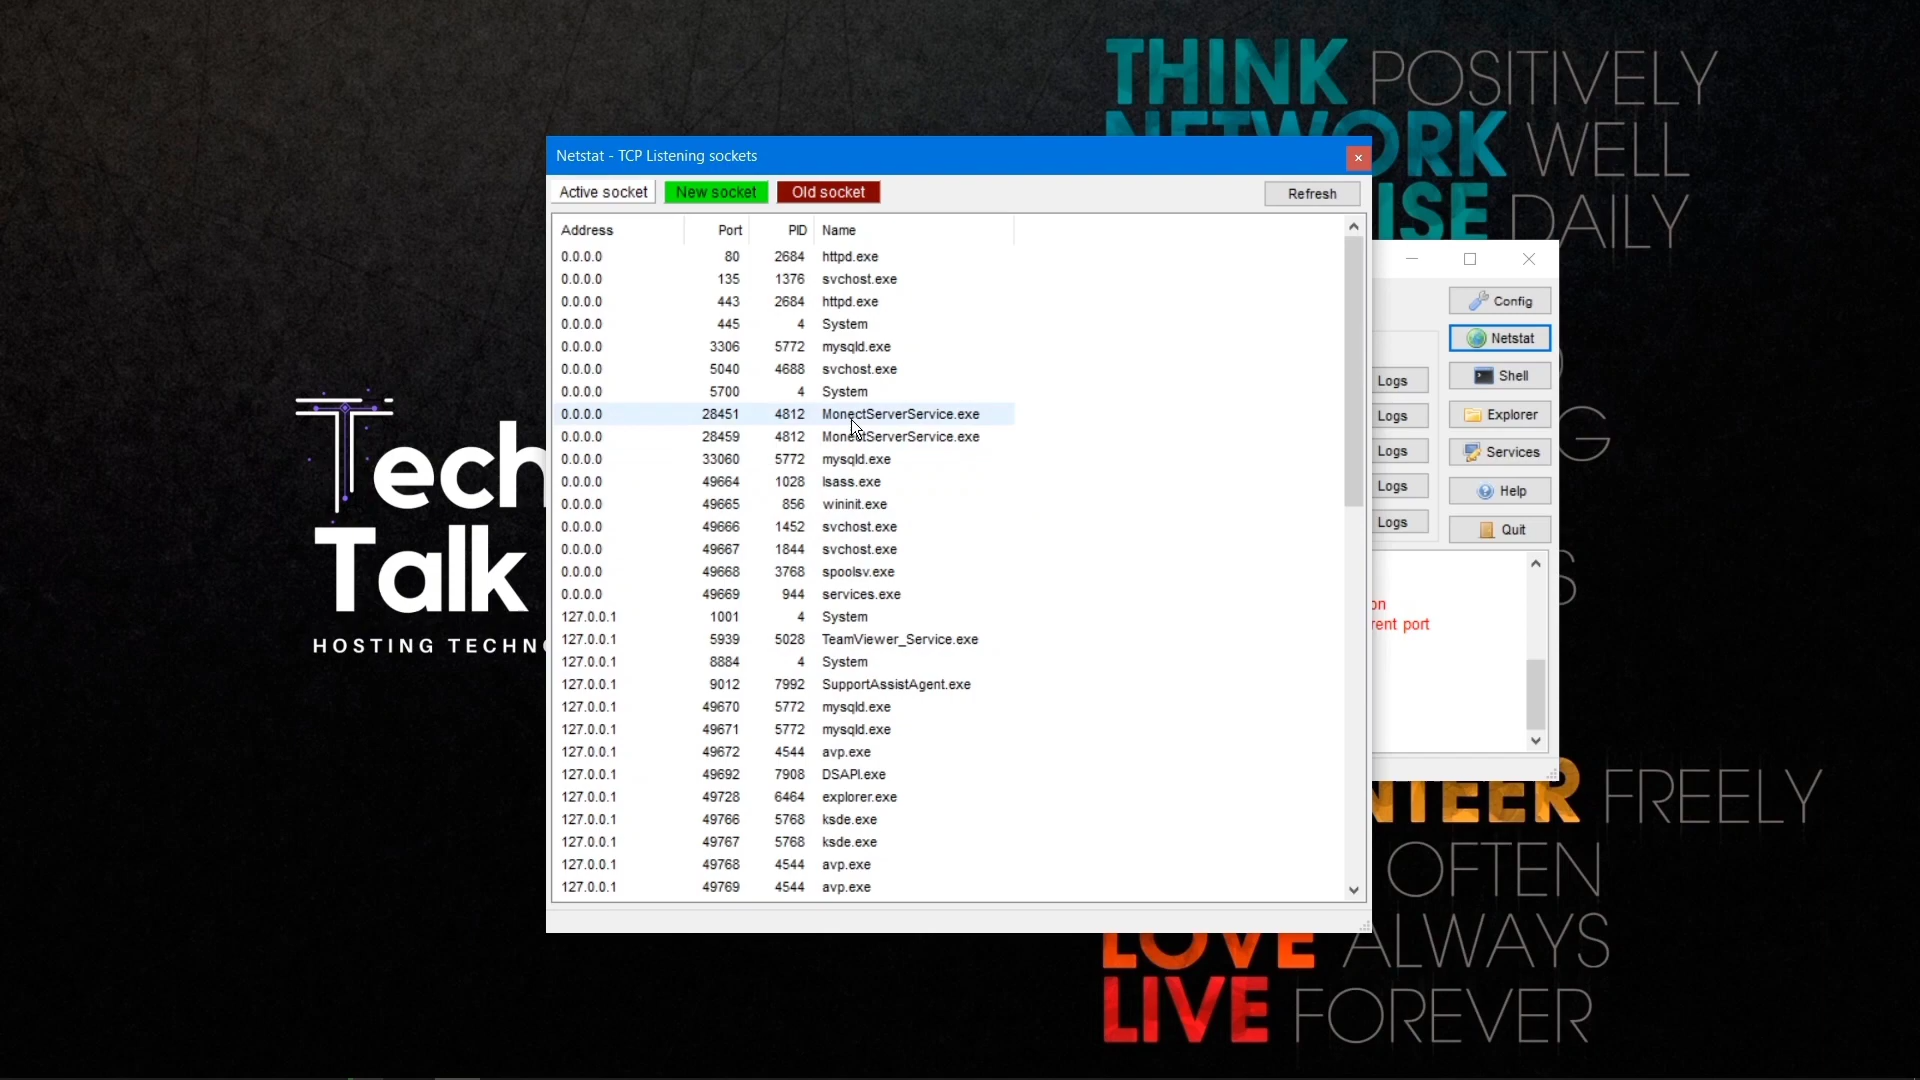 THINK POSITIVELY
NETWORK WELL
ISE DAILY
Netstat - TCP Listening sockets
Active socket New socket Old socket Refresh
Address Port PID Name
0.0.0.0 80 2684 httpd.exe
0.0.0.0 135 1376 svchost.exe
0.0.0.0 443 2684 httpd.exe
0.0.0.0 445 4 System
0.0.0.0 3306 5772 mysqld.exe
0.0.0.0 5040 4688 svchost.exe
0.0.0.0 5700 4 System
0.0.0.0 28451 4812 MonectServerService.exe
0.0.0.0 28459 4812 MonectServerService.exe
0.0.0.0 33060 5772 mysqld.exe
0.0.0.0 49664 1028 lsass.exe
0.0.0.0 49665 856 wininit.exe
0.0.0.0 49666 1452 svchost.exe
0.0.0.0 49667 1844 svchost.exe
0.0.0.0 49668 3768 spoolsv.exe
0.0.0.0 49669 944 services.exe
127.0.0.1 1001 4 System
127.0.0.1 5939 5028 TeamViewer_Service.exe
127.0.0.1 8884 4 System
127.0.0.1 9012 7992 SupportAssistAgent.exe
127.0.0.1 49670 5772 mysqld.exe
127.0.0.1 49671 5772 mysqld.exe
127.0.0.1 49672 4544 avp.exe
127.0.0.1 49692 7908 DSAPI.exe
127.0.0.1 49728 6464 explorer.exe
127.0.0.1 49766 5768 ksde.exe
127.0.0.1 49767 5768 ksde.exe
127.0.0.1 49768 4544 avp.exe
127.0.0.1 49769 4544 avp.exe
Config
Netstat
Logs
Shell
Logs
Explorer
Logs
Services
Logs
Help
Logs
Quit
on
rent port
Tech
Talk
HOSTING TECHNO
NTEER FREELY
OFTEN
LOVE ALWAYS
LIVE FOREVER